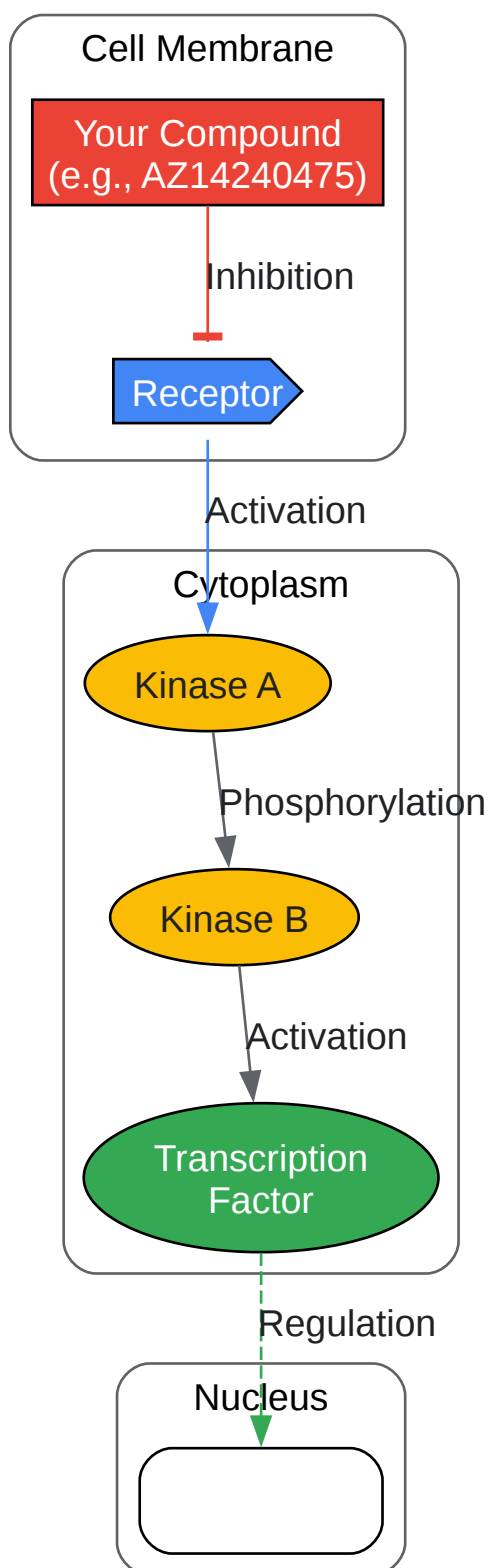 Cell Membrane
Your Compound
(e.g., AZ14240475)
Inhibition
Receptor
Activation
Cytoplasm
Kinase A
Phosphorylation
Kinase B
Activation
Transcription
Factor
Regulation
Nucleus